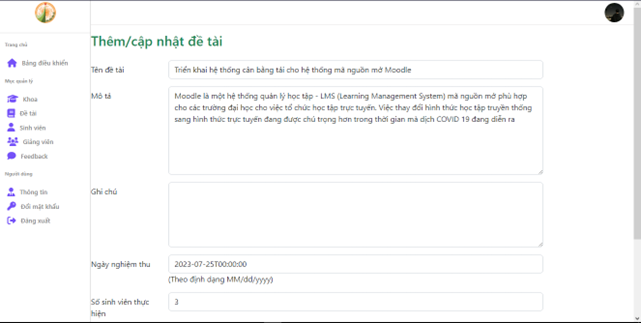 Trang chủ
Bảng điều khiển
Mục quản lý
Khoa
Đề tài
Sinh viên
Giảng viên
Feedback
Người dùng
Thông tin
Đổi mật khẩu
Đăng xuất
Thêm/cập nhật đề tài
Tên đề tài
Triển khai hệ thống cân bằng tải cho hệ thống mã nguồn mở Moodle
Mô tả
Moodle là một hệ thống quản lý học tập - LMS (Learning Management System) mã nguồn mở phù hợp
cho các trường đại học cho việc tổ chức học tập trực tuyến. Việc thay đổi hình thức học tập truyền thống
sang hình thức trực tuyến đang được chú trọng hơn trong thời gian mà dịch COVID 19 đang diễn ra
Ghi chú
Ngày nghiệm thu
2023-07-25T00:00:00
(Theo định dạng MM/dd/yyyy)
Số sinh viên thực
hiện
3